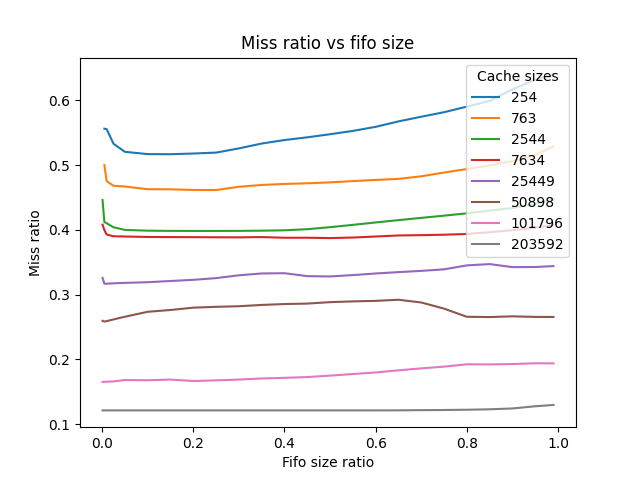 Miss ratio vs fifo size
Miss ratio
0.6
0.5
0.4
0.3
0.2
0.1
Cache sizes
254
763
2544
7634
25449
50898
101796
203592
0.0 0.2 0.4 0.6 0.8 1.0
Fifo size ratio